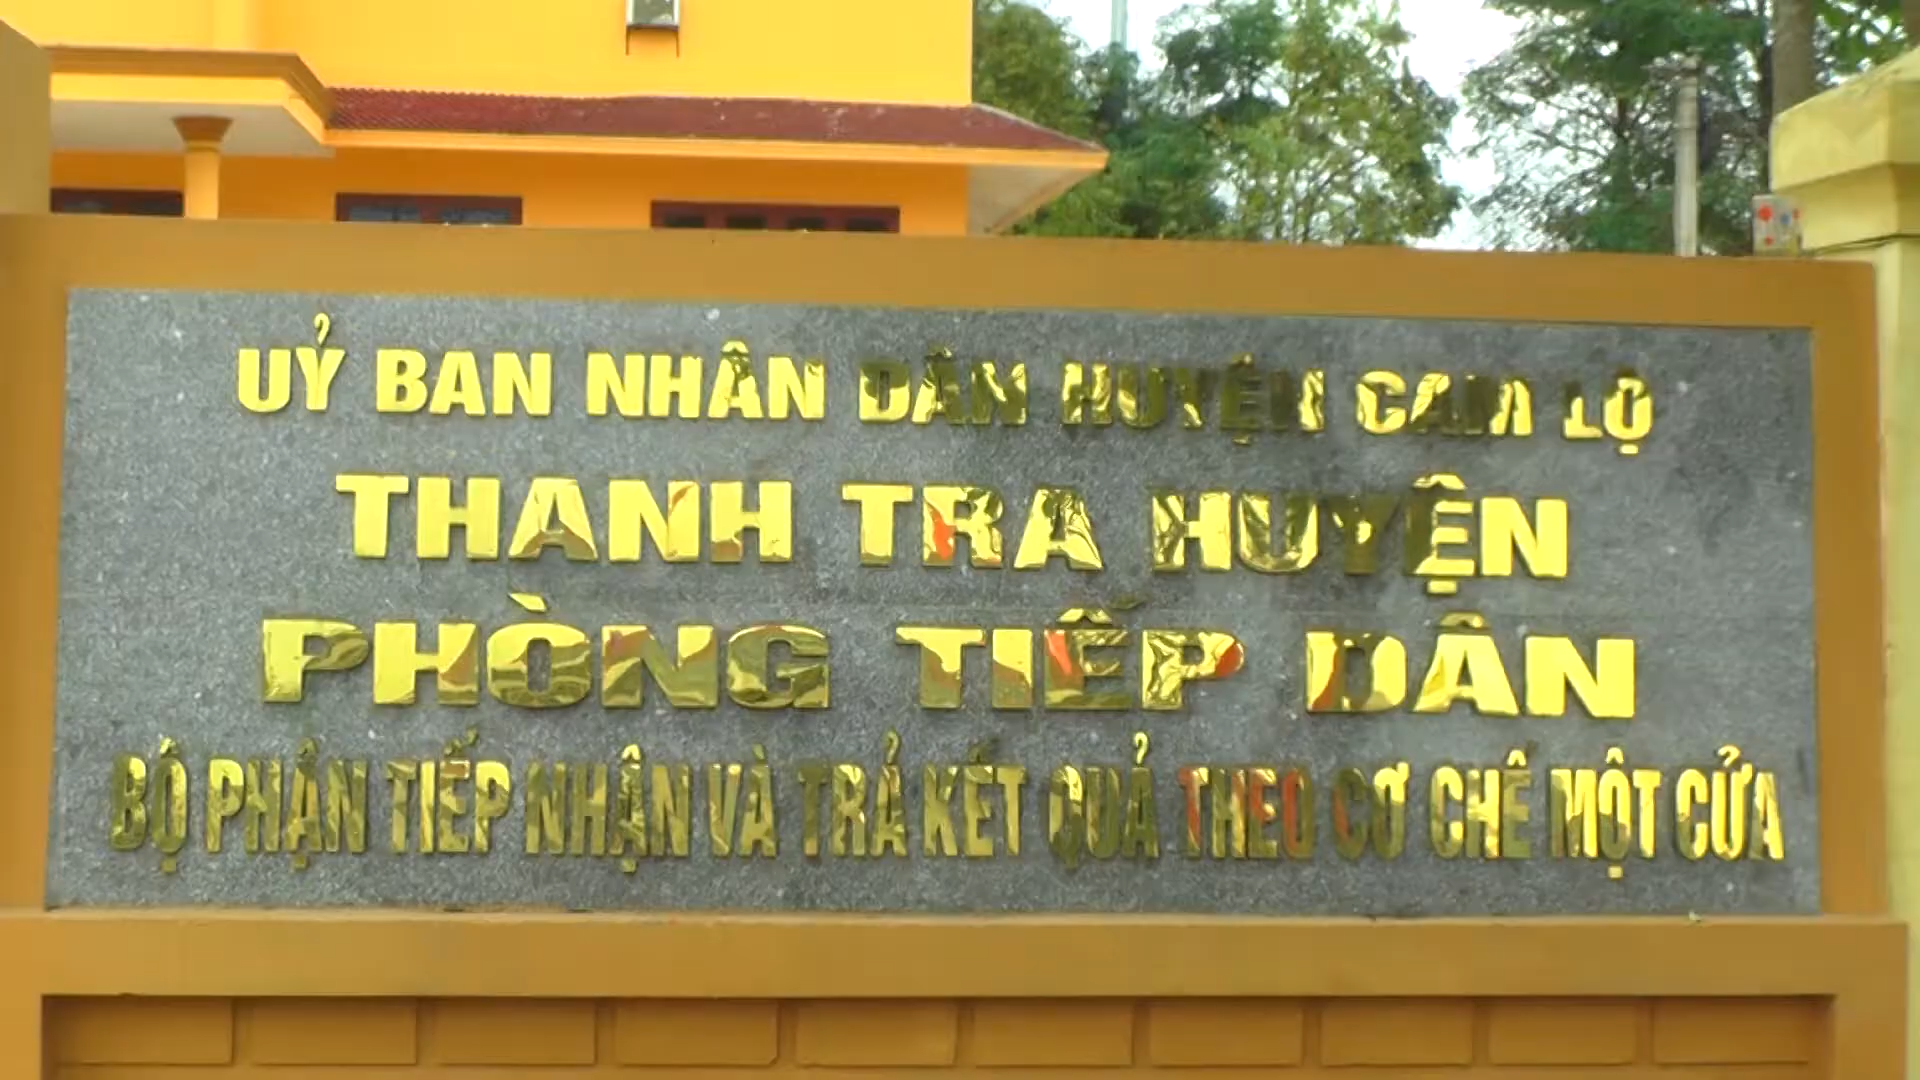 UỶ BAN NHÂN DÂN HUYỆN CAM LỘ
THANH TRA HUYỆN
PHÒNG TIẾP DÂN
BỘ PHẬN TIẾP NHẬN VÀ TRẢ KẾT QUẢ THEO CƠ CHẾ MỘT CỬA